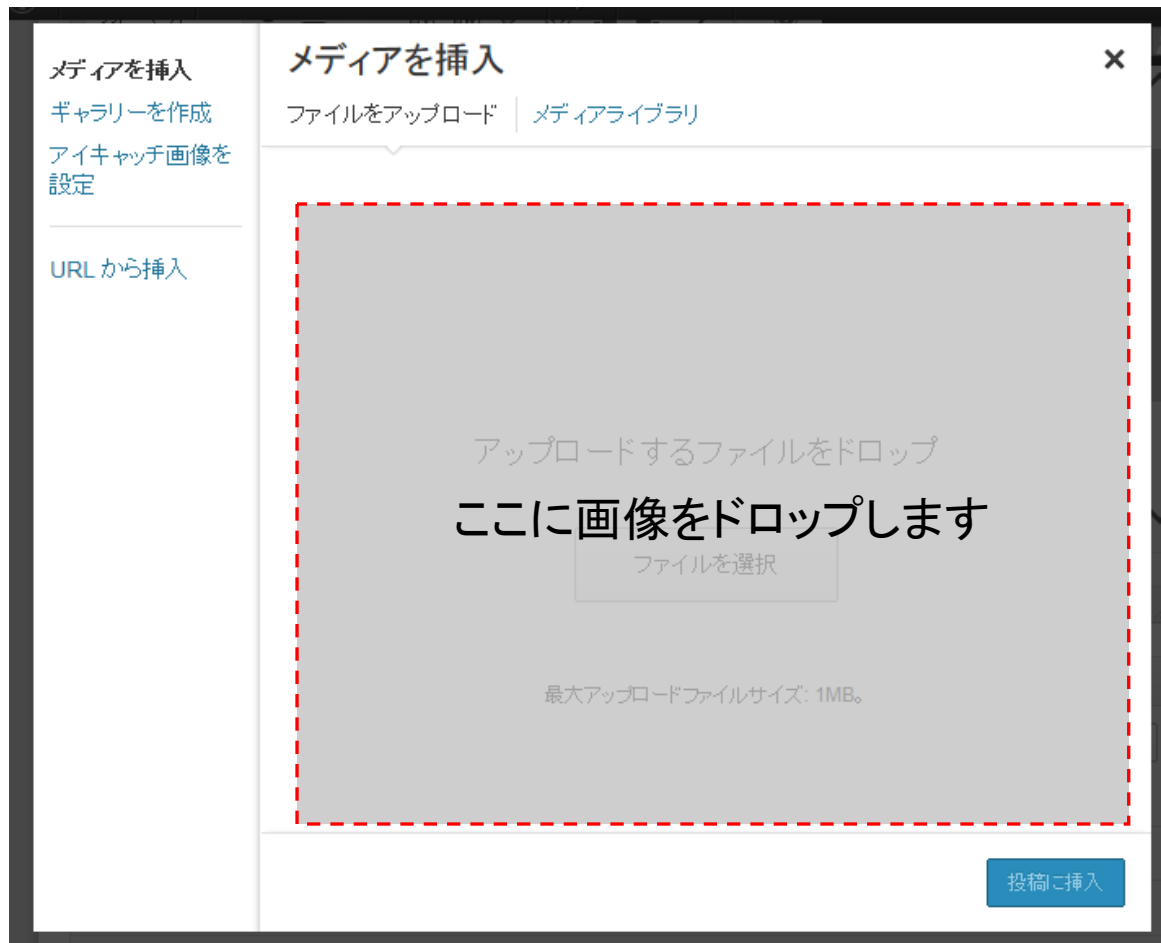 メディアを挿入
ギャラリーを作成
アイキャッチ画像を
設定
URL から挿入
メディアを挿入
×
ファイルをアップロード
メディアライブラリ
アップロードするファイルをドロップ
ここに画像をドロップします
ファイルを選択
最大アップロードファイルサイズ: 1MB。
投稿に挿入